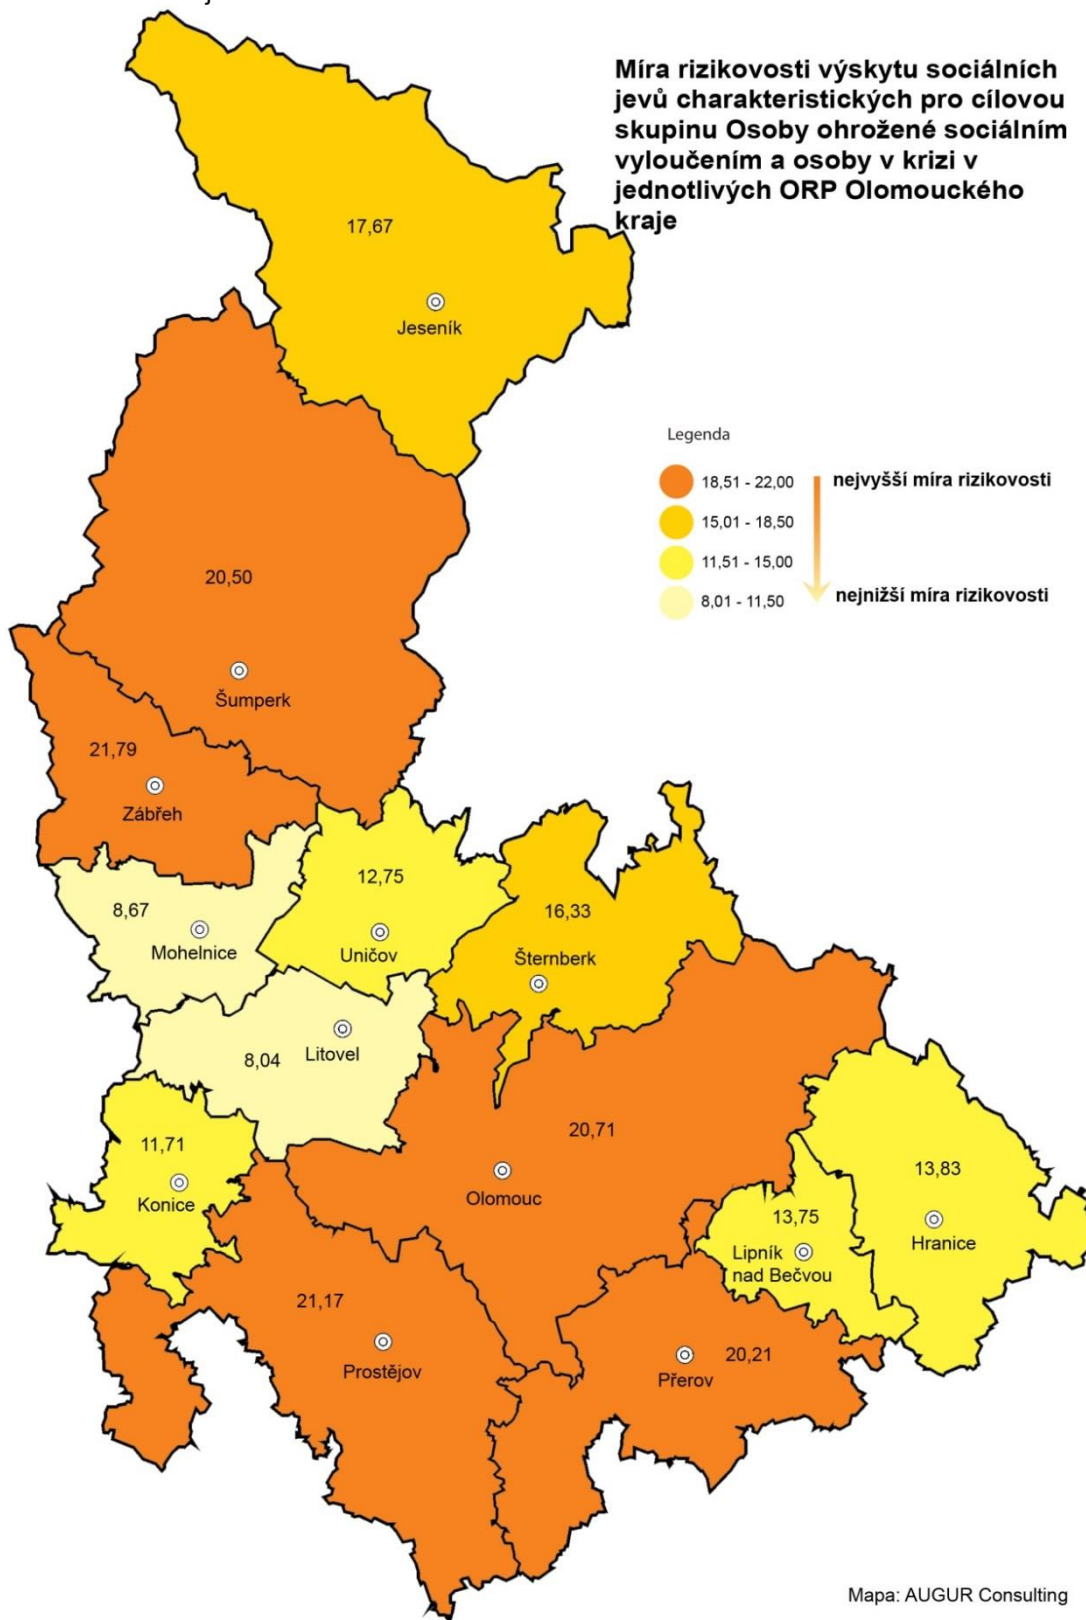 Míra rizikovosti výskytu sociálních
jevů charakteristických pro cílovou
skupinu Osoby ohrožené sociálním
vyloučením a osoby v krizi v
jednotlivých ORP Olomouckého
kraje
17,67
Jeseník
Legenda
18,51 - 22,00
nejvyšší míra rizikovosti
15,01 - 18,50
11,51 - 15,00
8,01 - 11,50
nejnižší míra rizikovosti
20,50
Šumperk
21,79
Zábřeh
12,75
Uničov
8,67
Mohelnice
16,33
Šternberk
Litovel
8,04
20,71
Olomouc
11,71
Konice
13,83
Hranice
13,75
Lipník
nad Bečvou
21,17
Prostějov
20,21
Přerov
Mapa: AUGUR Consulting